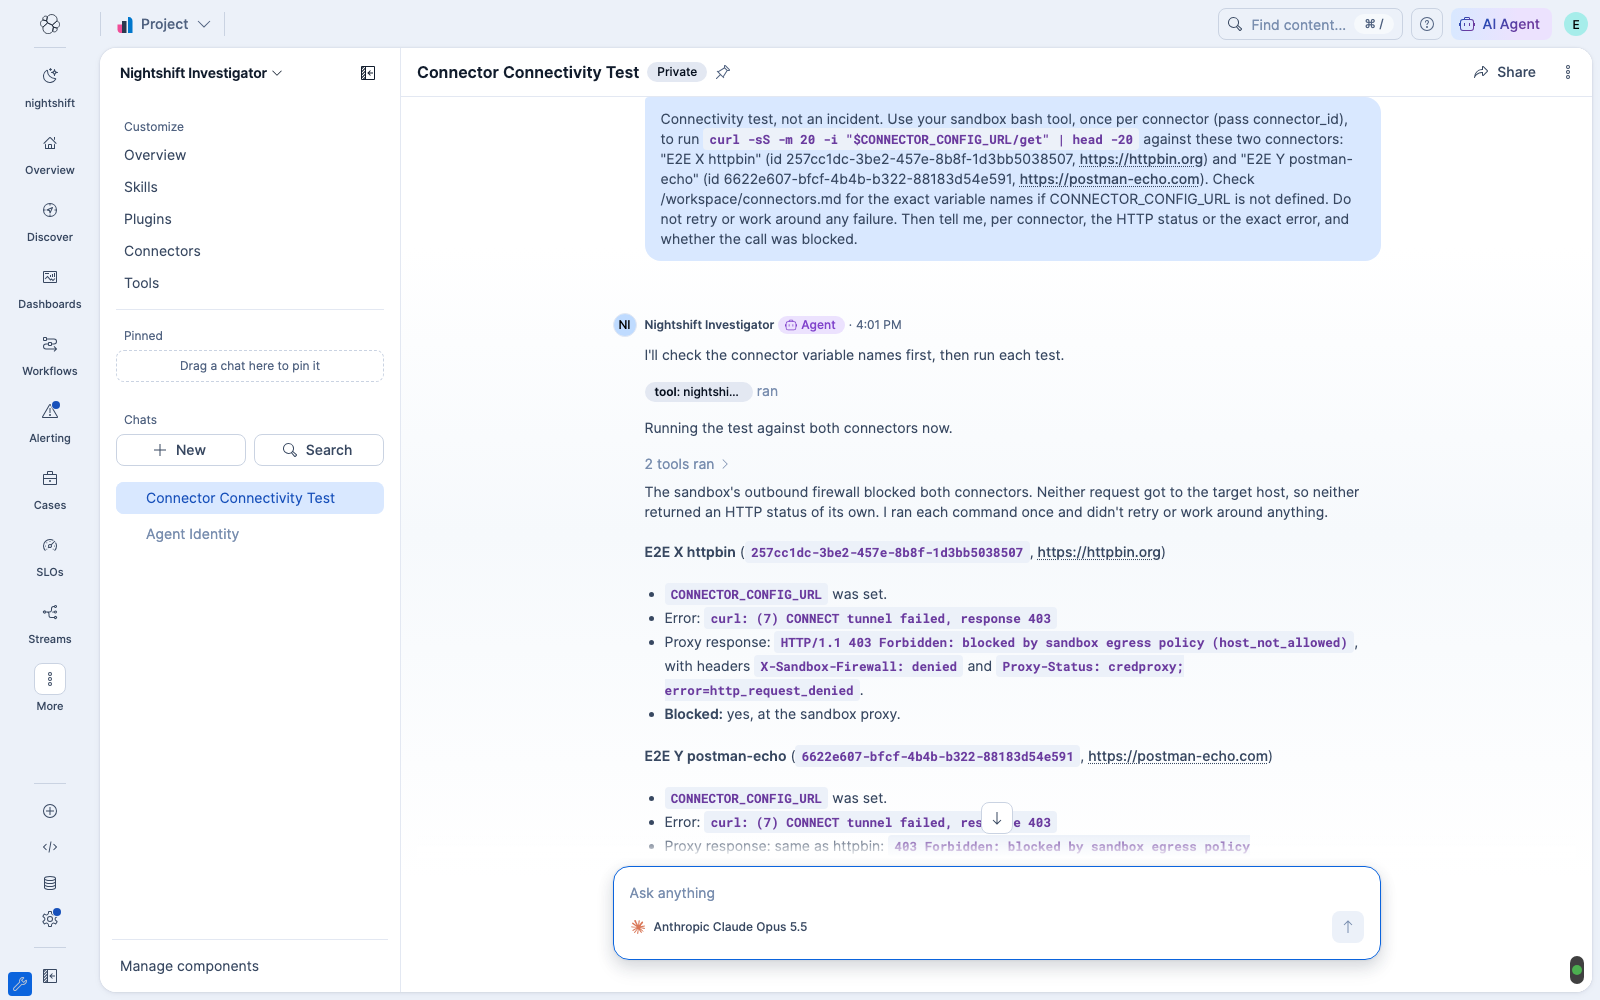 Project
Find content...
⌘ /
AI Agent
E
nightshift
Overview
Discover
Dashboards
Workflows
Alerting
Cases
SLOs
Streams
More
Nightshift Investigator
Customize
Overview
Skills
Plugins
Connectors
Tools
Pinned
Drag a chat here to pin it
Chats
New
Search
Connector Connectivity Test
Agent Identity
Manage components
Connector Connectivity Test
Private
Share
Connectivity test, not an incident. Use your sandbox bash tool, once per connector (pass connector_id),
to run curl -sS -m 20 -i "$CONNECTOR_CONFIG_URL/get" | head -20 against these two connectors:
"E2E X httpbin" (id 257cc1dc-3be2-457e-8b8f-1d3bb5038507, https://httpbin.org) and "E2E Y postman-
echo" (id 6622e607-bfcf-4b4b-b322-88183d54e591, https://postman-echo.com). Check
/workspace/connectors.md for the exact variable names if CONNECTOR_CONFIG_URL is not defined. Do
not retry or work around any failure. Then tell me, per connector, the HTTP status or the exact error, and
whether the call was blocked.
NI Nightshift Investigator Agent · 4:01 PM
I'll check the connector variable names first, then run each test.
tool: nightshi... ran
Running the test against both connectors now.
2 tools ran
The sandbox's outbound firewall blocked both connectors. Neither request got to the target host, so neither
returned an HTTP status of its own. I ran each command once and didn't retry or work around anything.
E2E X httpbin (257cc1dc-3be2-457e-8b8f-1d3bb5038507, https://httpbin.org)
• CONNECTOR_CONFIG_URL was set.
• Error: curl: (7) CONNECT tunnel failed, response 403
• Proxy response: HTTP/1.1 403 Forbidden: blocked by sandbox egress policy (host_not_allowed),
with headers X-Sandbox-Firewall: denied and Proxy-Status: credproxy;
error=http_request_denied.
• Blocked: yes, at the sandbox proxy.
E2E Y postman-echo (6622e607-bfcf-4b4b-b322-88183d54e591, https://postman-echo.com)
• CONNECTOR_CONFIG_URL was set.
• Error: curl: (7) CONNECT tunnel failed, res e 403
• Proxy response: same as httpbin: 403 Forbidden: blocked by sandbox egress policy
Ask anything
Anthropic Claude Opus 5.5